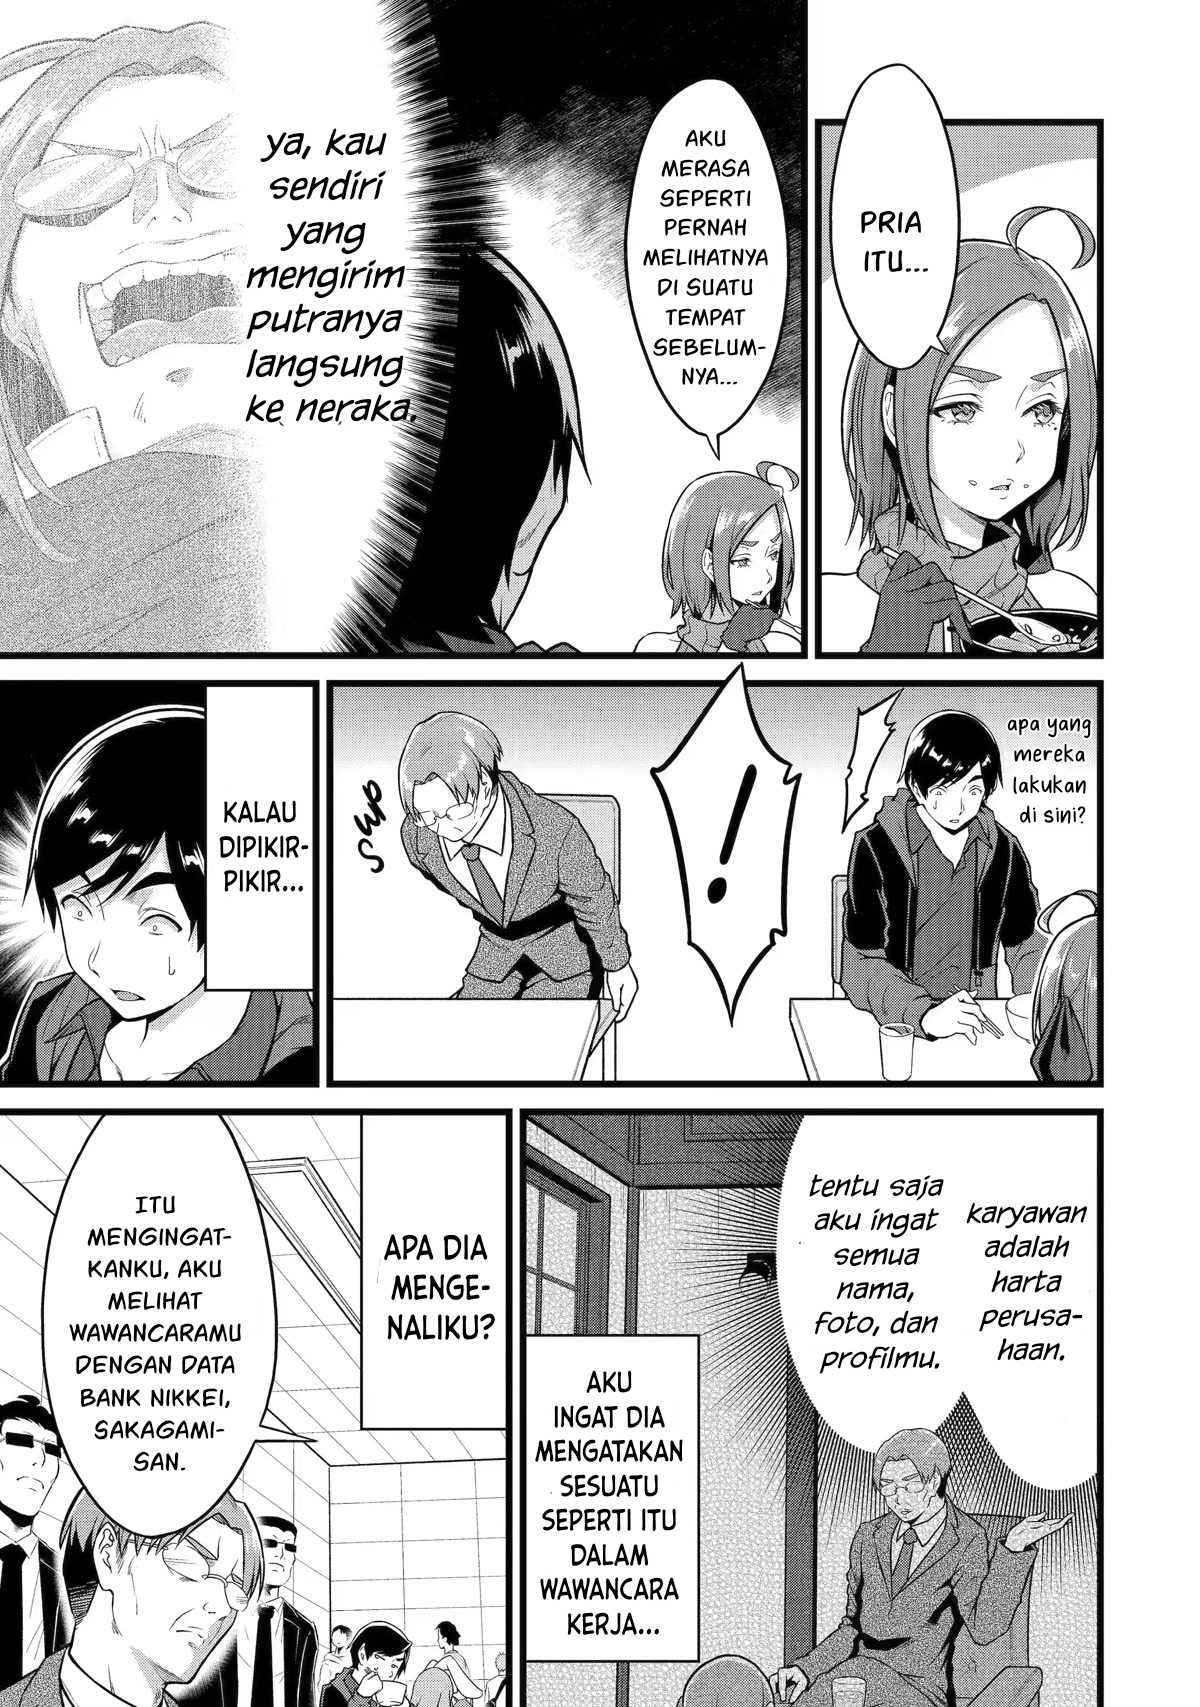 PRIA
ITU...
AKU
MERASA
SEPERTI
PERNAH
MELIHATNYA
DI SUATU
TEMPAT
SEBELUM-
NYA...
ya, kau
sendiri
yang
mengirim
putranya
langsung
ke neraka.
apa yang
mereka
lakukan
di sini?
!
SWP
KALAU
DIPIKIR-
PIKIR...
karyawan
adalah
harta
perusa-
haan.
tentu saja
aku ingat
semua
nama,
foto, dan
profilmu.
AKU
INGAT DIA
MENGATAKAN
SESUATU
SEPERTI ITU
DALAM
WAWANCARA
KERJA...
APA DIA
MENGE-
NALIKU?
ITU
MENGINGAT-
KANKU, AKU
MELIHAT
WAWANCARAMU
DENGAN DATA
BANK NIKKEI,
SAKAGAMI-
SAN.